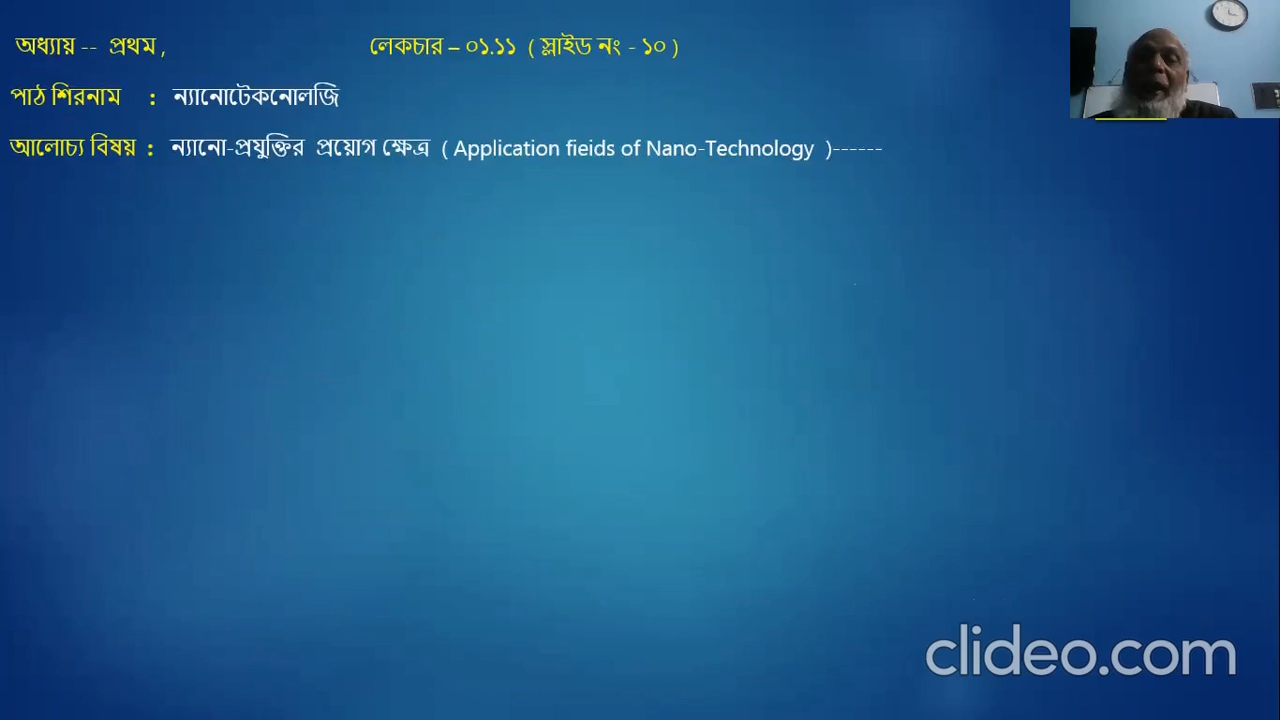 অধ্যায় -- প্রথম , লেকচার – ০১.১১ ( স্লাইড নং - ১০ )
পাঠ শিরনাম : ন্যানোটেকনোলজি
আলোচ্য বিষয় : ন্যানো-প্রযুক্তির প্রয়োগ ক্ষেত্র ( Application fieids of Nano-Technology )------
clideo.com